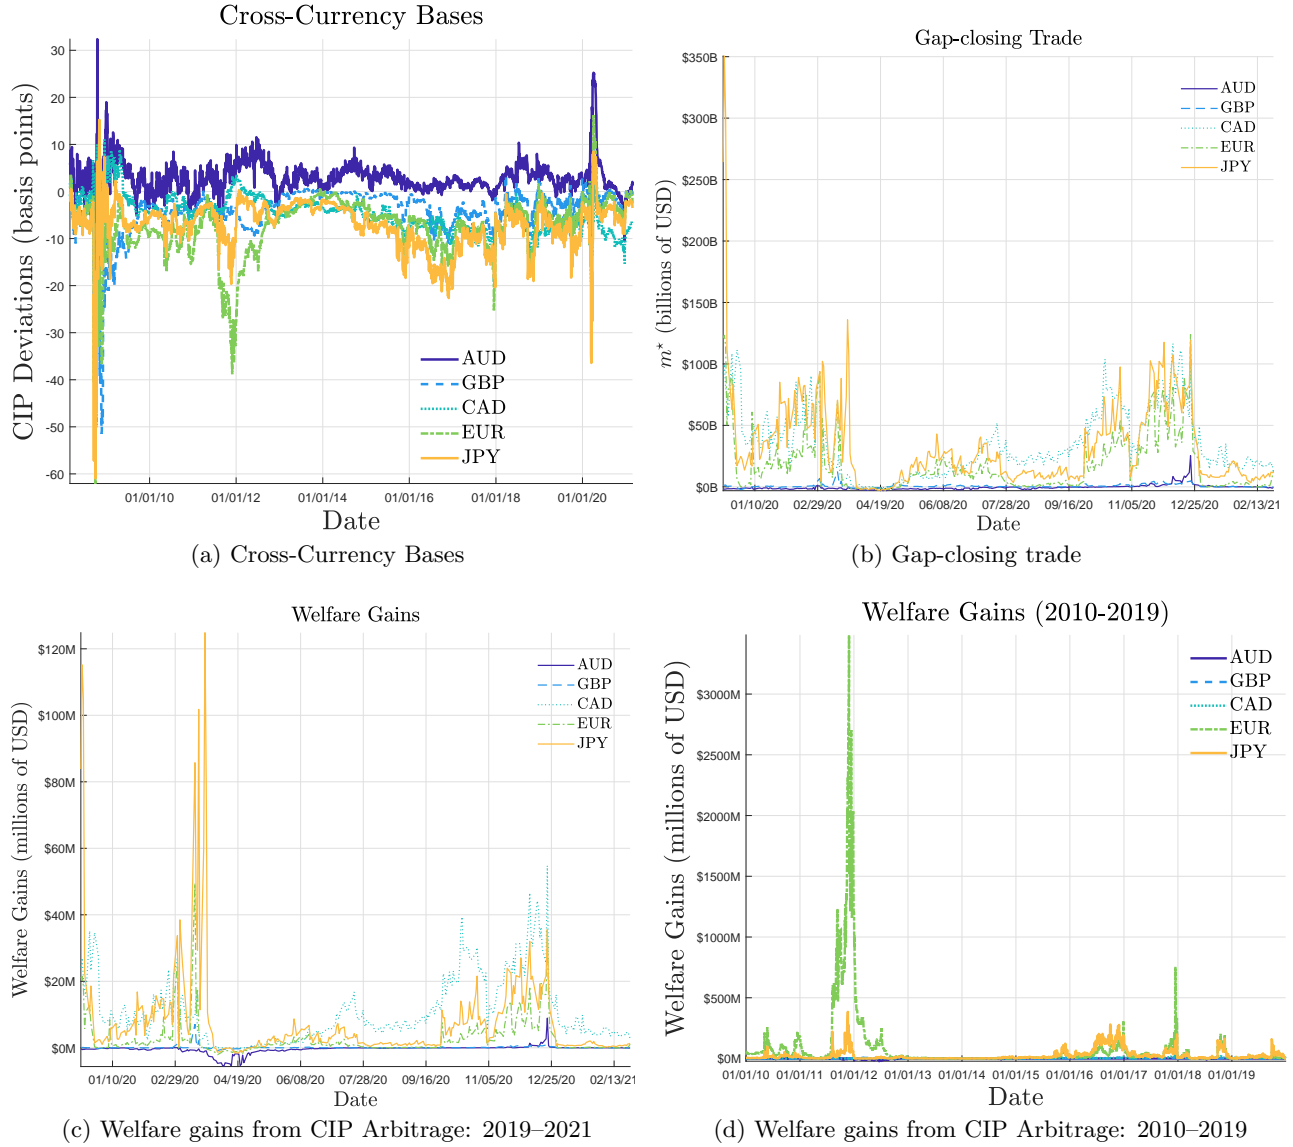 Cross-Currency Bases
CIP Deviations (basis points)
30
20
10
0
-10
-20
-30
-40
-50
-60
AUD
GBP
CAD
EUR
JPY
01/01/10 01/01/12 01/01/14 01/01/16 01/01/18 01/01/20
Date
(a) Cross-Currency Bases
Gap-closing Trade
m* (billions of USD)
$350B
$300B
$250B
$200B
$150B
$100B
$50B
$0B
AUD
GBP
CAD
EUR
JPY
01/10/20 02/29/20 04/19/20 06/08/20 07/28/20 09/16/20 11/05/20 12/25/20 02/13/21
Date
(b) Gap-closing trade
Welfare Gains
Welfare Gains (millions of USD)
$120M
$100M
$80M
$60M
$40M
$20M
$0M
AUD
GBP
CAD
EUR
JPY
01/10/20 02/29/20 04/19/20 06/08/20 07/28/20 09/16/20 11/05/20 12/25/20 02/13/21
Date
(c) Welfare gains from CIP Arbitrage: 2019–2021
Welfare Gains (2010-2019)
Welfare Gains (millions of USD)
$3000M
$2500M
$2000M
$1500M
$1000M
$500M
$0M
AUD
GBP
CAD
EUR
JPY
01/01/10 01/01/11 01/01/12 01/01/13 01/01/14 01/01/15 01/01/16 01/01/17 01/01/18 01/01/19
Date
(d) Welfare gains from CIP Arbitrage: 2010–2019